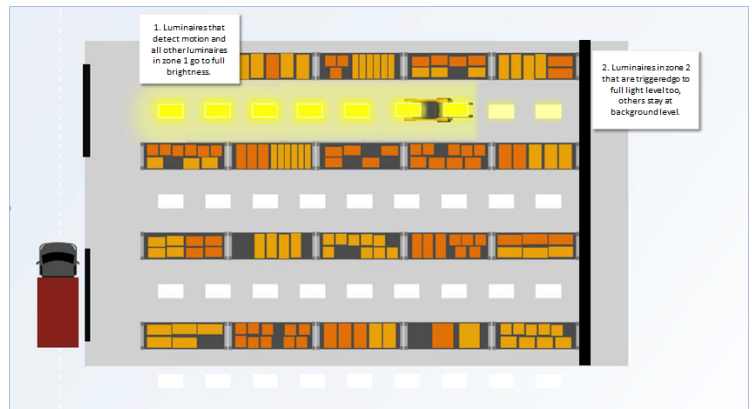 1. Luminaires that
detect motion and
all other luminaires
in zone 1 go to full
brightness.
2. Luminaires in zone 2
that are triggeredgo to
full light level too,
others stay at
background level.